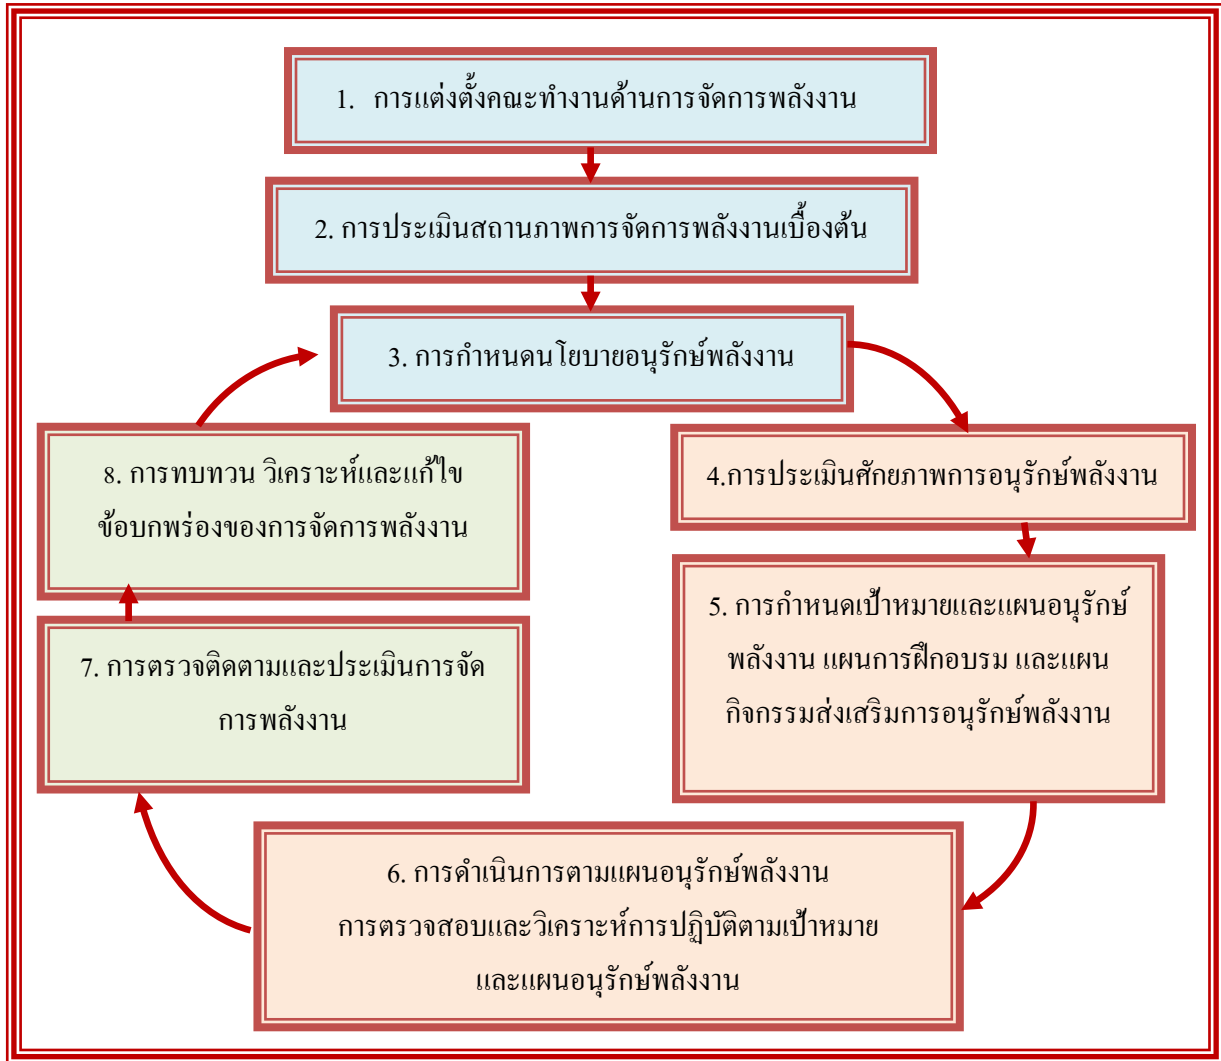 1. การแต่งตั้งคณะทำงานด้านการจัดการพลังงาน
2. การประเมินสถานภาพการจัดการพลังงานเบื้องต้น
3. การกำหนดนโยบายอนุรักษ์พลังงาน
4.การประเมินศักยภาพการอนุรักษ์พลังงาน
5. การกำหนดเป้าหมายและแผนอนุรักษ์
พลังงาน แผนการฝึกอบรม และแผน
กิจกรรมส่งเสริมการอนุรักษ์พลังงาน
6. การดำเนินการตามแผนอนุรักษ์พลังงาน
การตรวจสอบและวิเคราะห์การปฏิบัติตามเป้าหมาย
และแผนอนุรักษ์พลังงาน
7. การตรวจติดตามและประเมินการจัด
การพลังงาน
8. การทบทวน วิเคราะห์และแก้ไข
ข้อบกพร่องของการจัดการพลังงาน